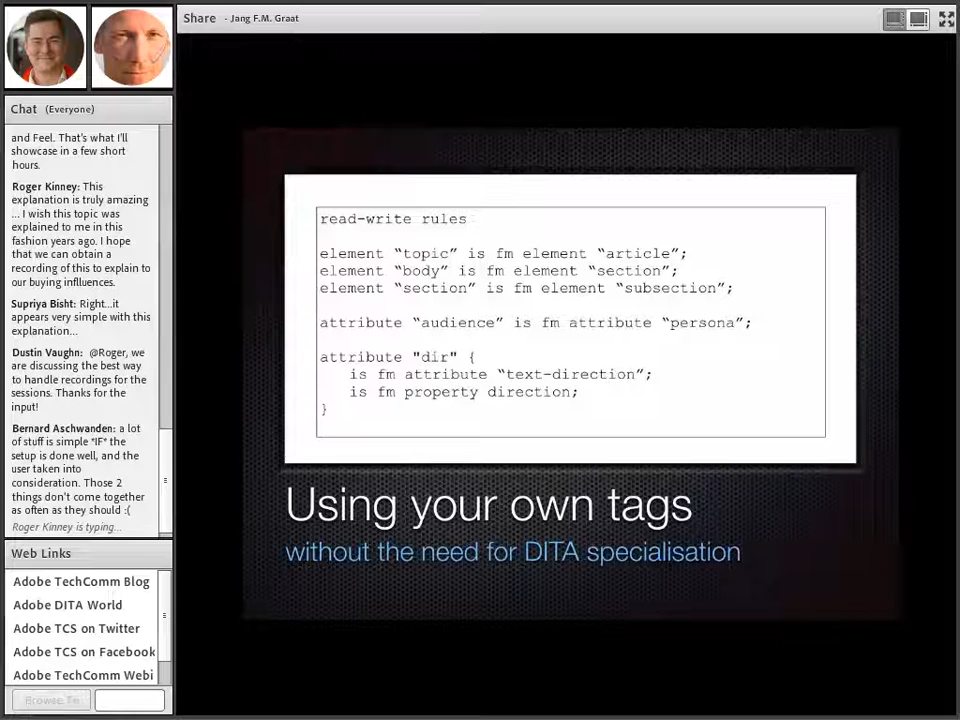 Share - Jang F.M. Graat
Chat (Everyone)
and Feel. That's what I'll
showcase in a few short
hours.
Roger Kinney: This
explanation is truly amazing
... I wish this topic was
explained to me in this
fashion years ago. I hope
that we can obtain a
recording of this to explain to
our buying influences.
Supriya Bisht: Right...it
appears very simple with this
explanation...
Dustin Vaughn: @Roger, we
are discussing the best way
to handle recordings for the
sessions. Thanks for the
input!
Bernard Aschwanden: a lot
of stuff is simple *IF* the
setup is done well, and the
user taken into
consideration. Those 2
things don't come together
as often as they should :(
Roger Kinney is typing...
Web Links
Adobe TechComm Blog
Adobe DITA World
Adobe TCS on Twitter
Adobe TCS on Facebook
Adobe TechComm Webi
Browse To
read-write rules
element “topic” is fm element “article”;
element “body” is fm element “section”;
element “section” is fm element “subsection”;
attribute “audience” is fm attribute “persona”;
attribute "dir" {
is fm attribute “text-direction”;
is fm property direction;
}
Using your own tags
without the need for DITA specialisation